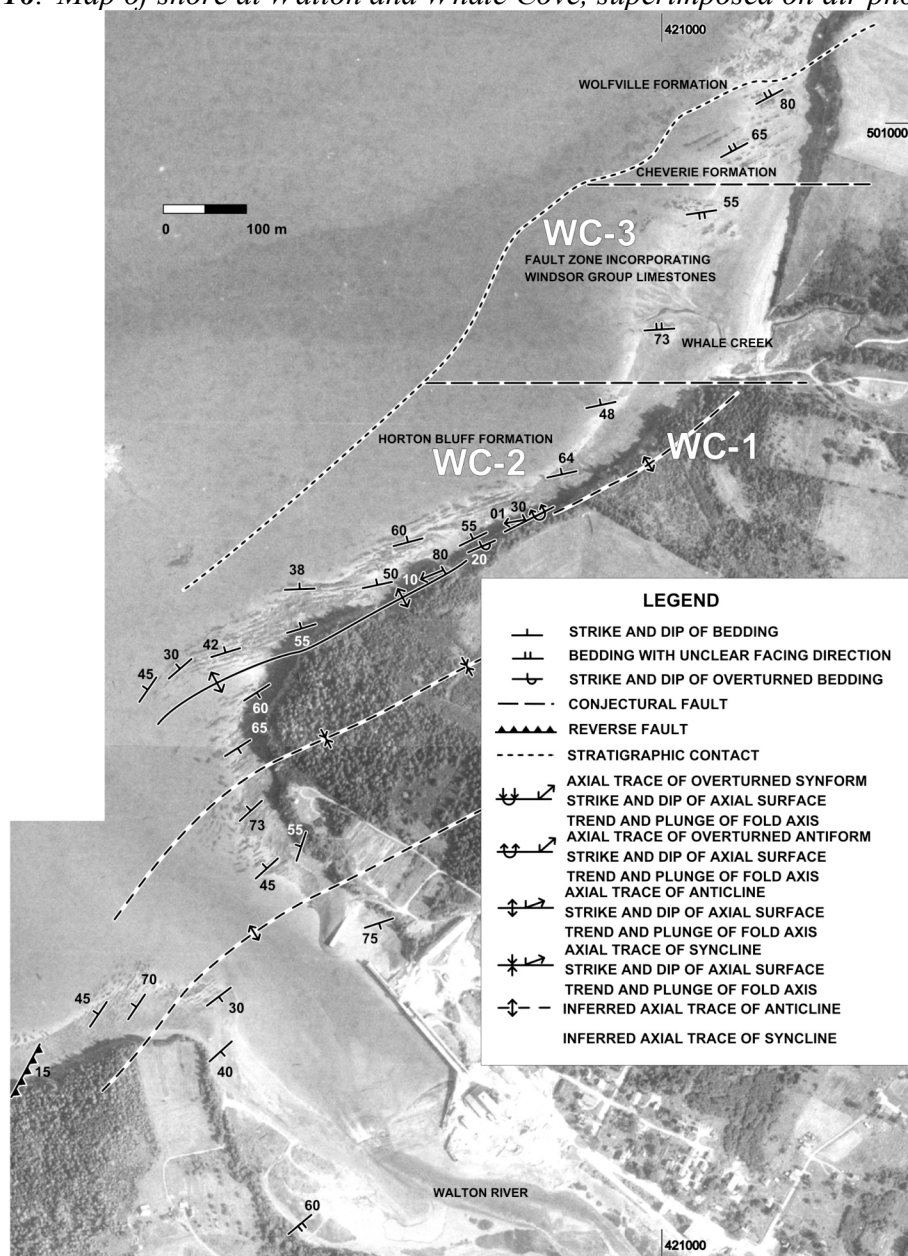 16. Map of shore at Walton and Whale Cove, superimposed on air pho
421000
WOLFVILLE FORMATION
80
65
501000
CHEVERIE FORMATION
55
0 100 m
WC-3
FAULT ZONE INCORPORATING
WINDSOR GROUP LIMESTONES
73
WHALE CREEK
48
HORTON BLUFF FORMATION
WC-1
WC-2
64
01 30
60
55
20
80
38
50
10
55
42
30
45
60
65
73
55
45
75
70
45
30
15
40
60
WALTON RIVER
421000
LEGEND
STRIKE AND DIP OF BEDDING
BEDDING WITH UNCLEAR FACING DIRECTION
STRIKE AND DIP OF OVERTURNED BEDDING
CONJECTURAL FAULT
REVERSE FAULT
STRATIGRAPHIC CONTACT
AXIAL TRACE OF OVERTURNED SYNFORM
STRIKE AND DIP OF AXIAL SURFACE
TREND AND PLUNGE OF FOLD AXIS
AXIAL TRACE OF OVERTURNED ANTIFORM
STRIKE AND DIP OF AXIAL SURFACE
TREND AND PLUNGE OF FOLD AXIS
AXIAL TRACE OF ANTICLINE
STRIKE AND DIP OF AXIAL SURFACE
TREND AND PLUNGE OF FOLD AXIS
AXIAL TRACE OF SYNCLINE
STRIKE AND DIP OF AXIAL SURFACE
TREND AND PLUNGE OF FOLD AXIS
INFERRED AXIAL TRACE OF ANTICLINE
INFERRED AXIAL TRACE OF SYNCLINE